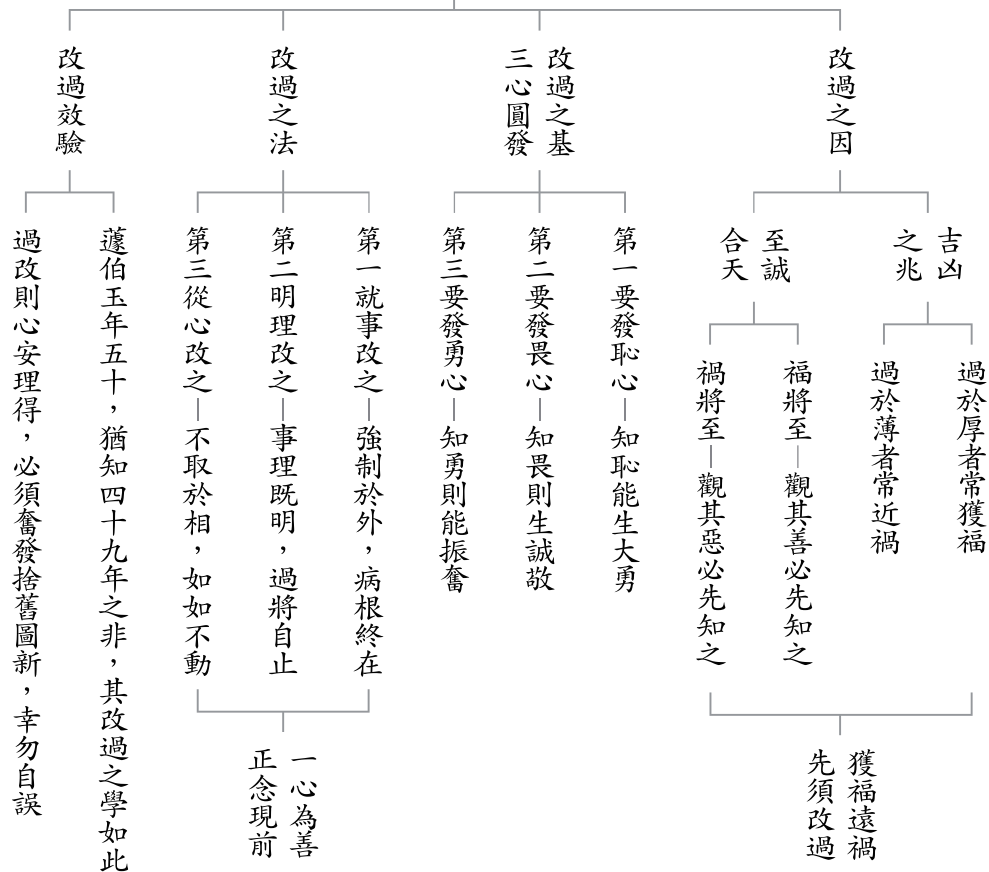 改過之因
吉凶
之兆
過於厚者常獲福
過於薄者常近禍
至誠
合天
福將至—觀其善必先知之
禍將至—觀其惡必先知之
獲福遠禍
先須改過
改過之基
三心圓發
第一要發恥心—知恥能生大勇
第二要發畏心—知畏則生誠敬
第三要發勇心—知勇則能振奮
改過之法
第一就事改之—強制於外，病根終在
第二明理改之—事理既明，過將自止
第三從心改之—不取於相，如如不動
一心為善
正念現前
改過效驗
蘧伯玉年五十，猶知四十九年之非，其改過之學如此
過改則心安理得，必須奮發捨舊圖新，幸勿自誤